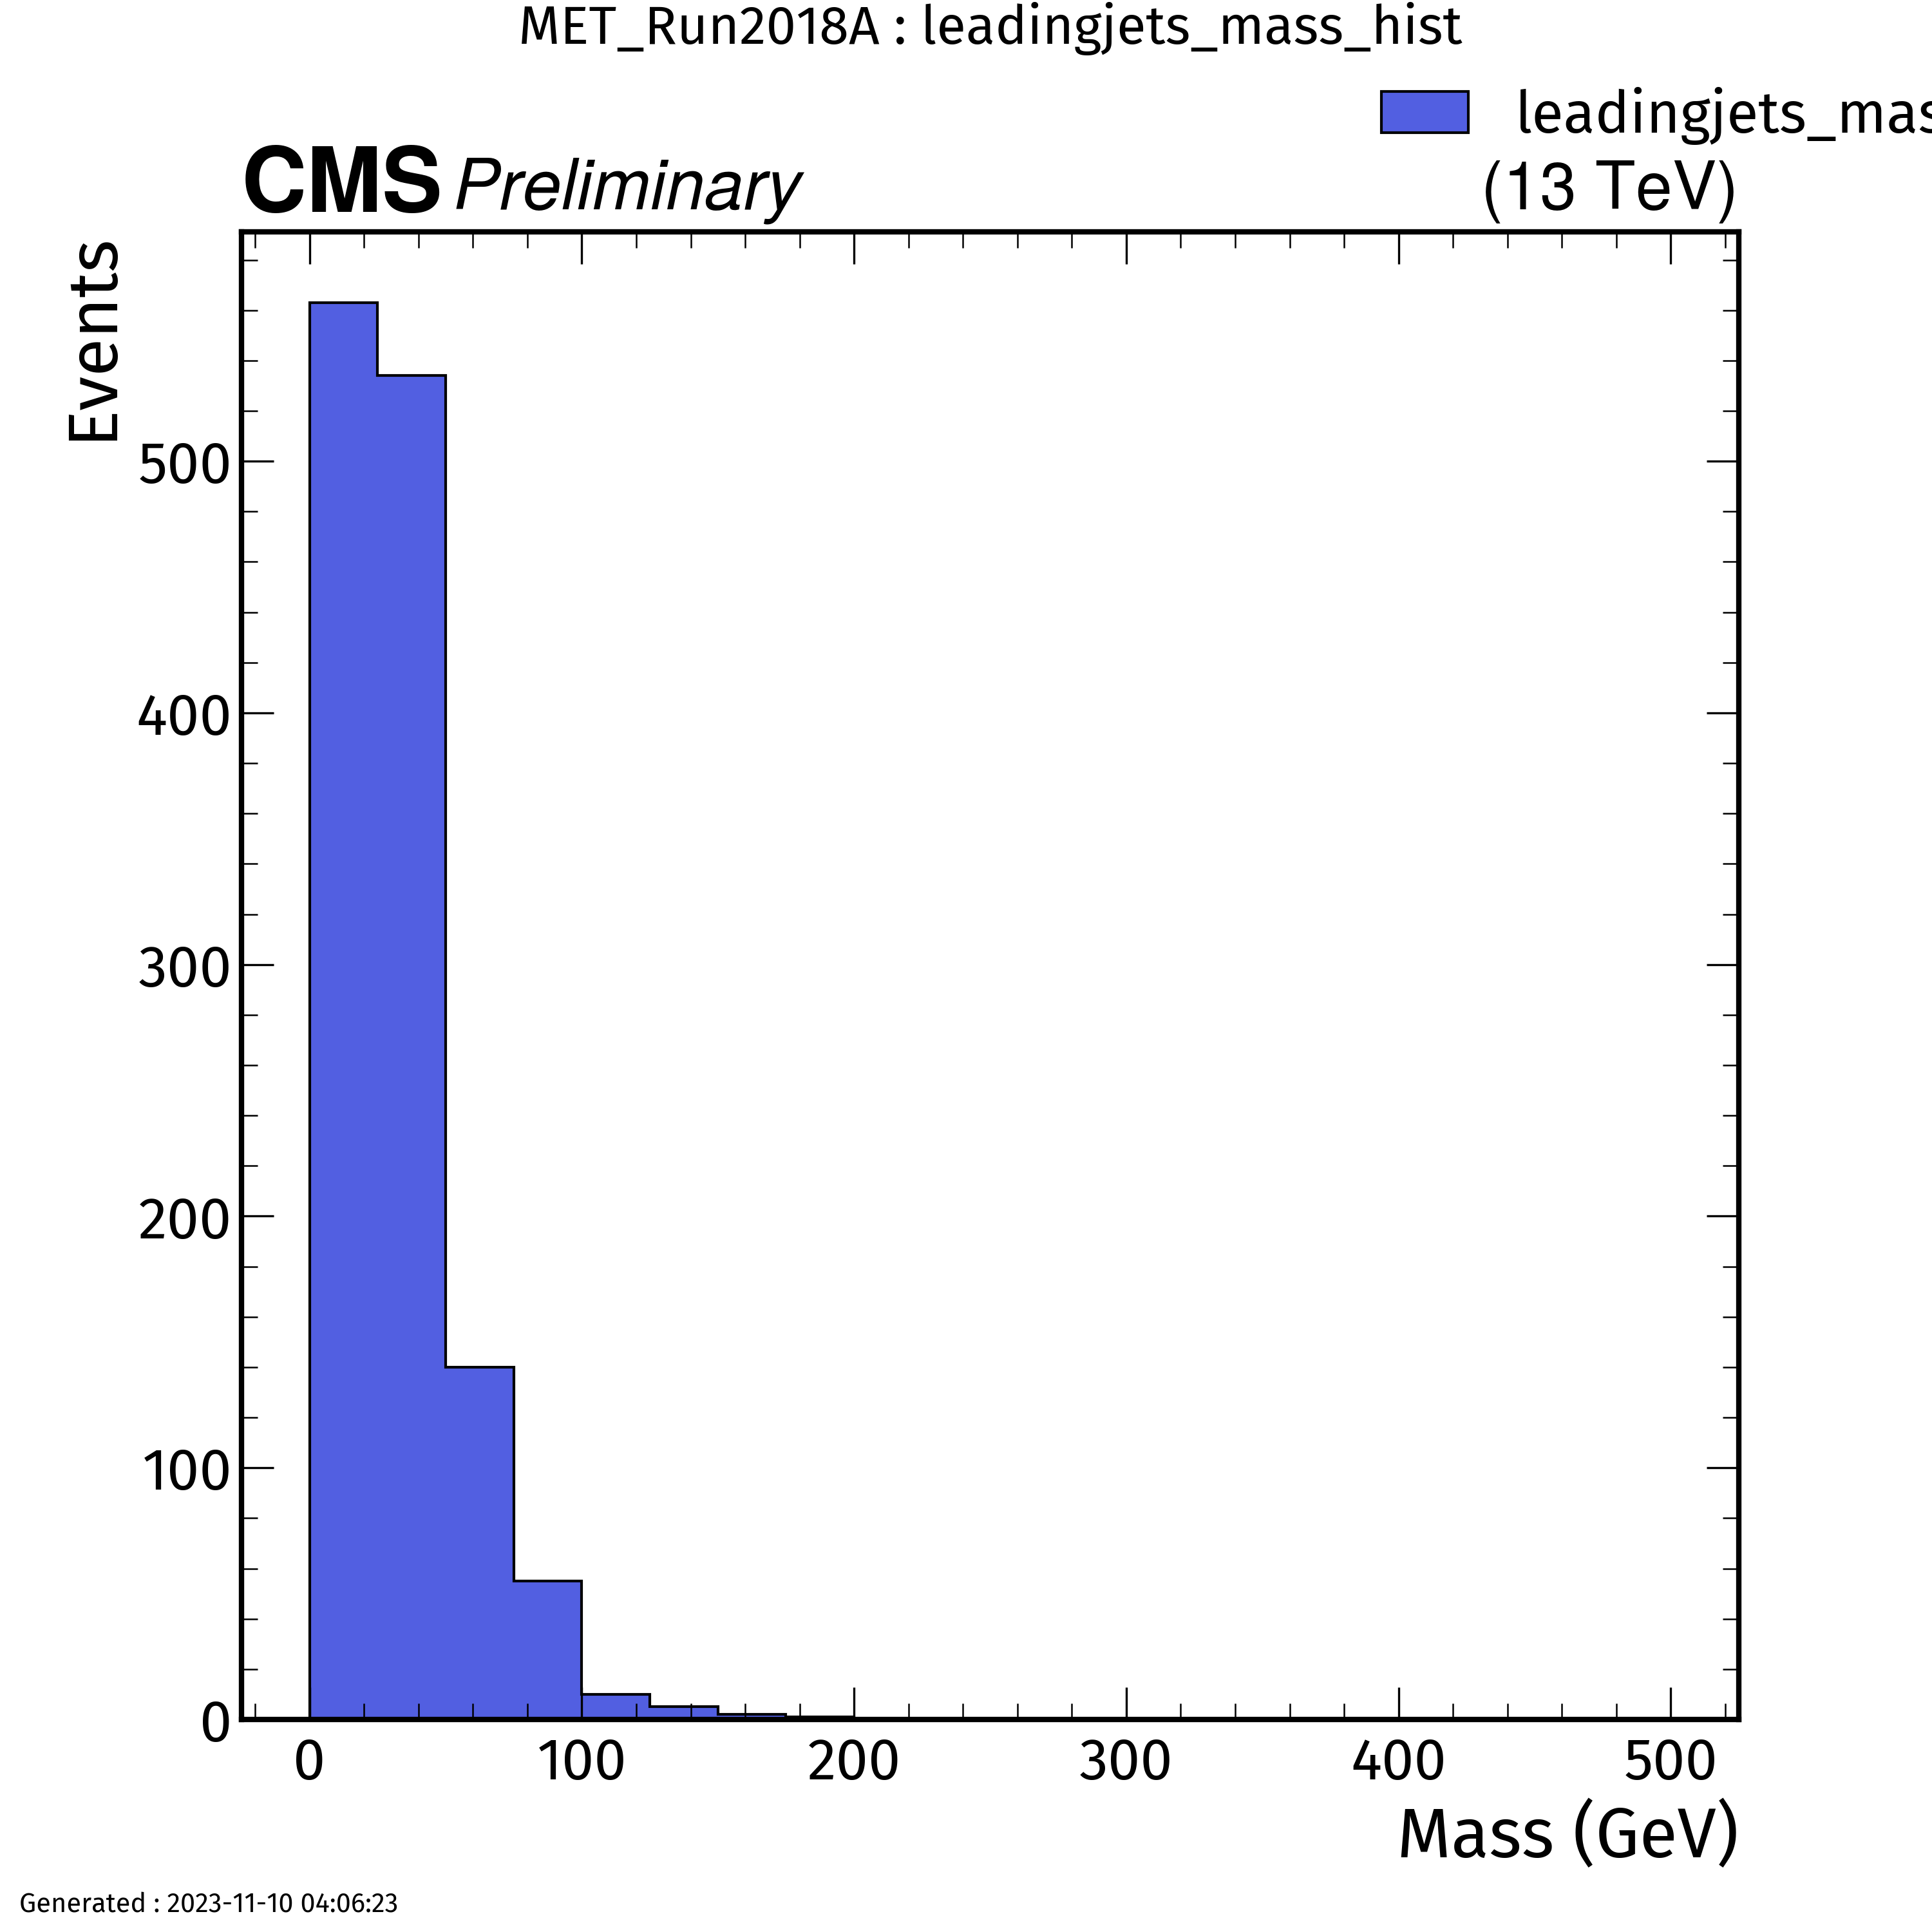 MET_Run2018A : leadingjets_mass_hist
leadingjets_mas
CMS Preliminary
(13 TeV)
Events
500
400
300
200
100
0
0 100 200 300 400 500
Mass (GeV)
Generated : 2023-11-10 04:06:23